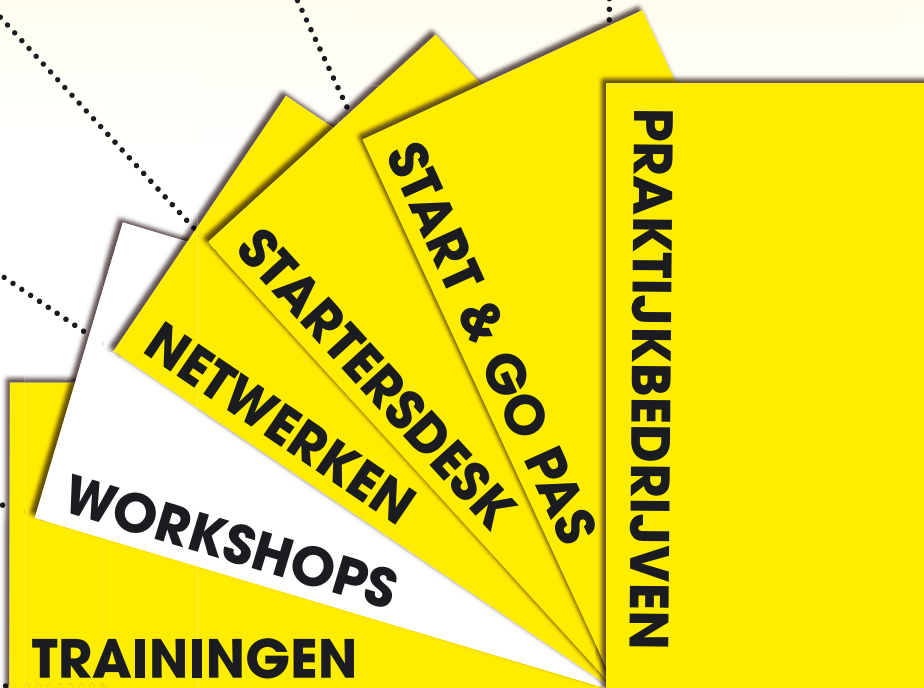 PRAKTIJKBEDRIJVEN
START & GO PAS
STARTERSDESK
NETWERKEN
WORKSHOPS
TRAININGEN